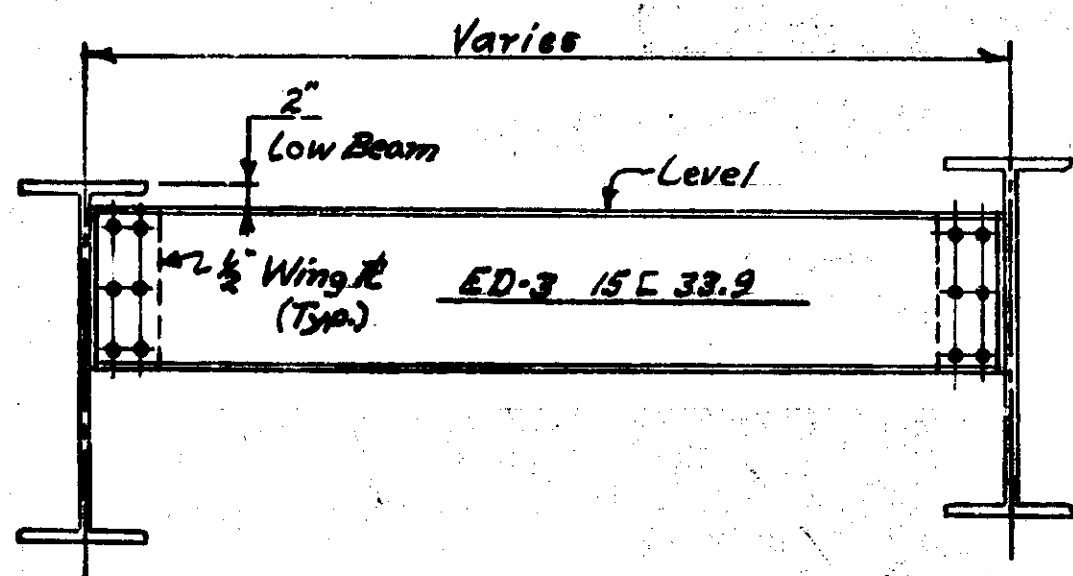 Varies
2"
Low Beam
Level
½" Wing ℄
(Typ.)
ED-3 15 [ 33.9